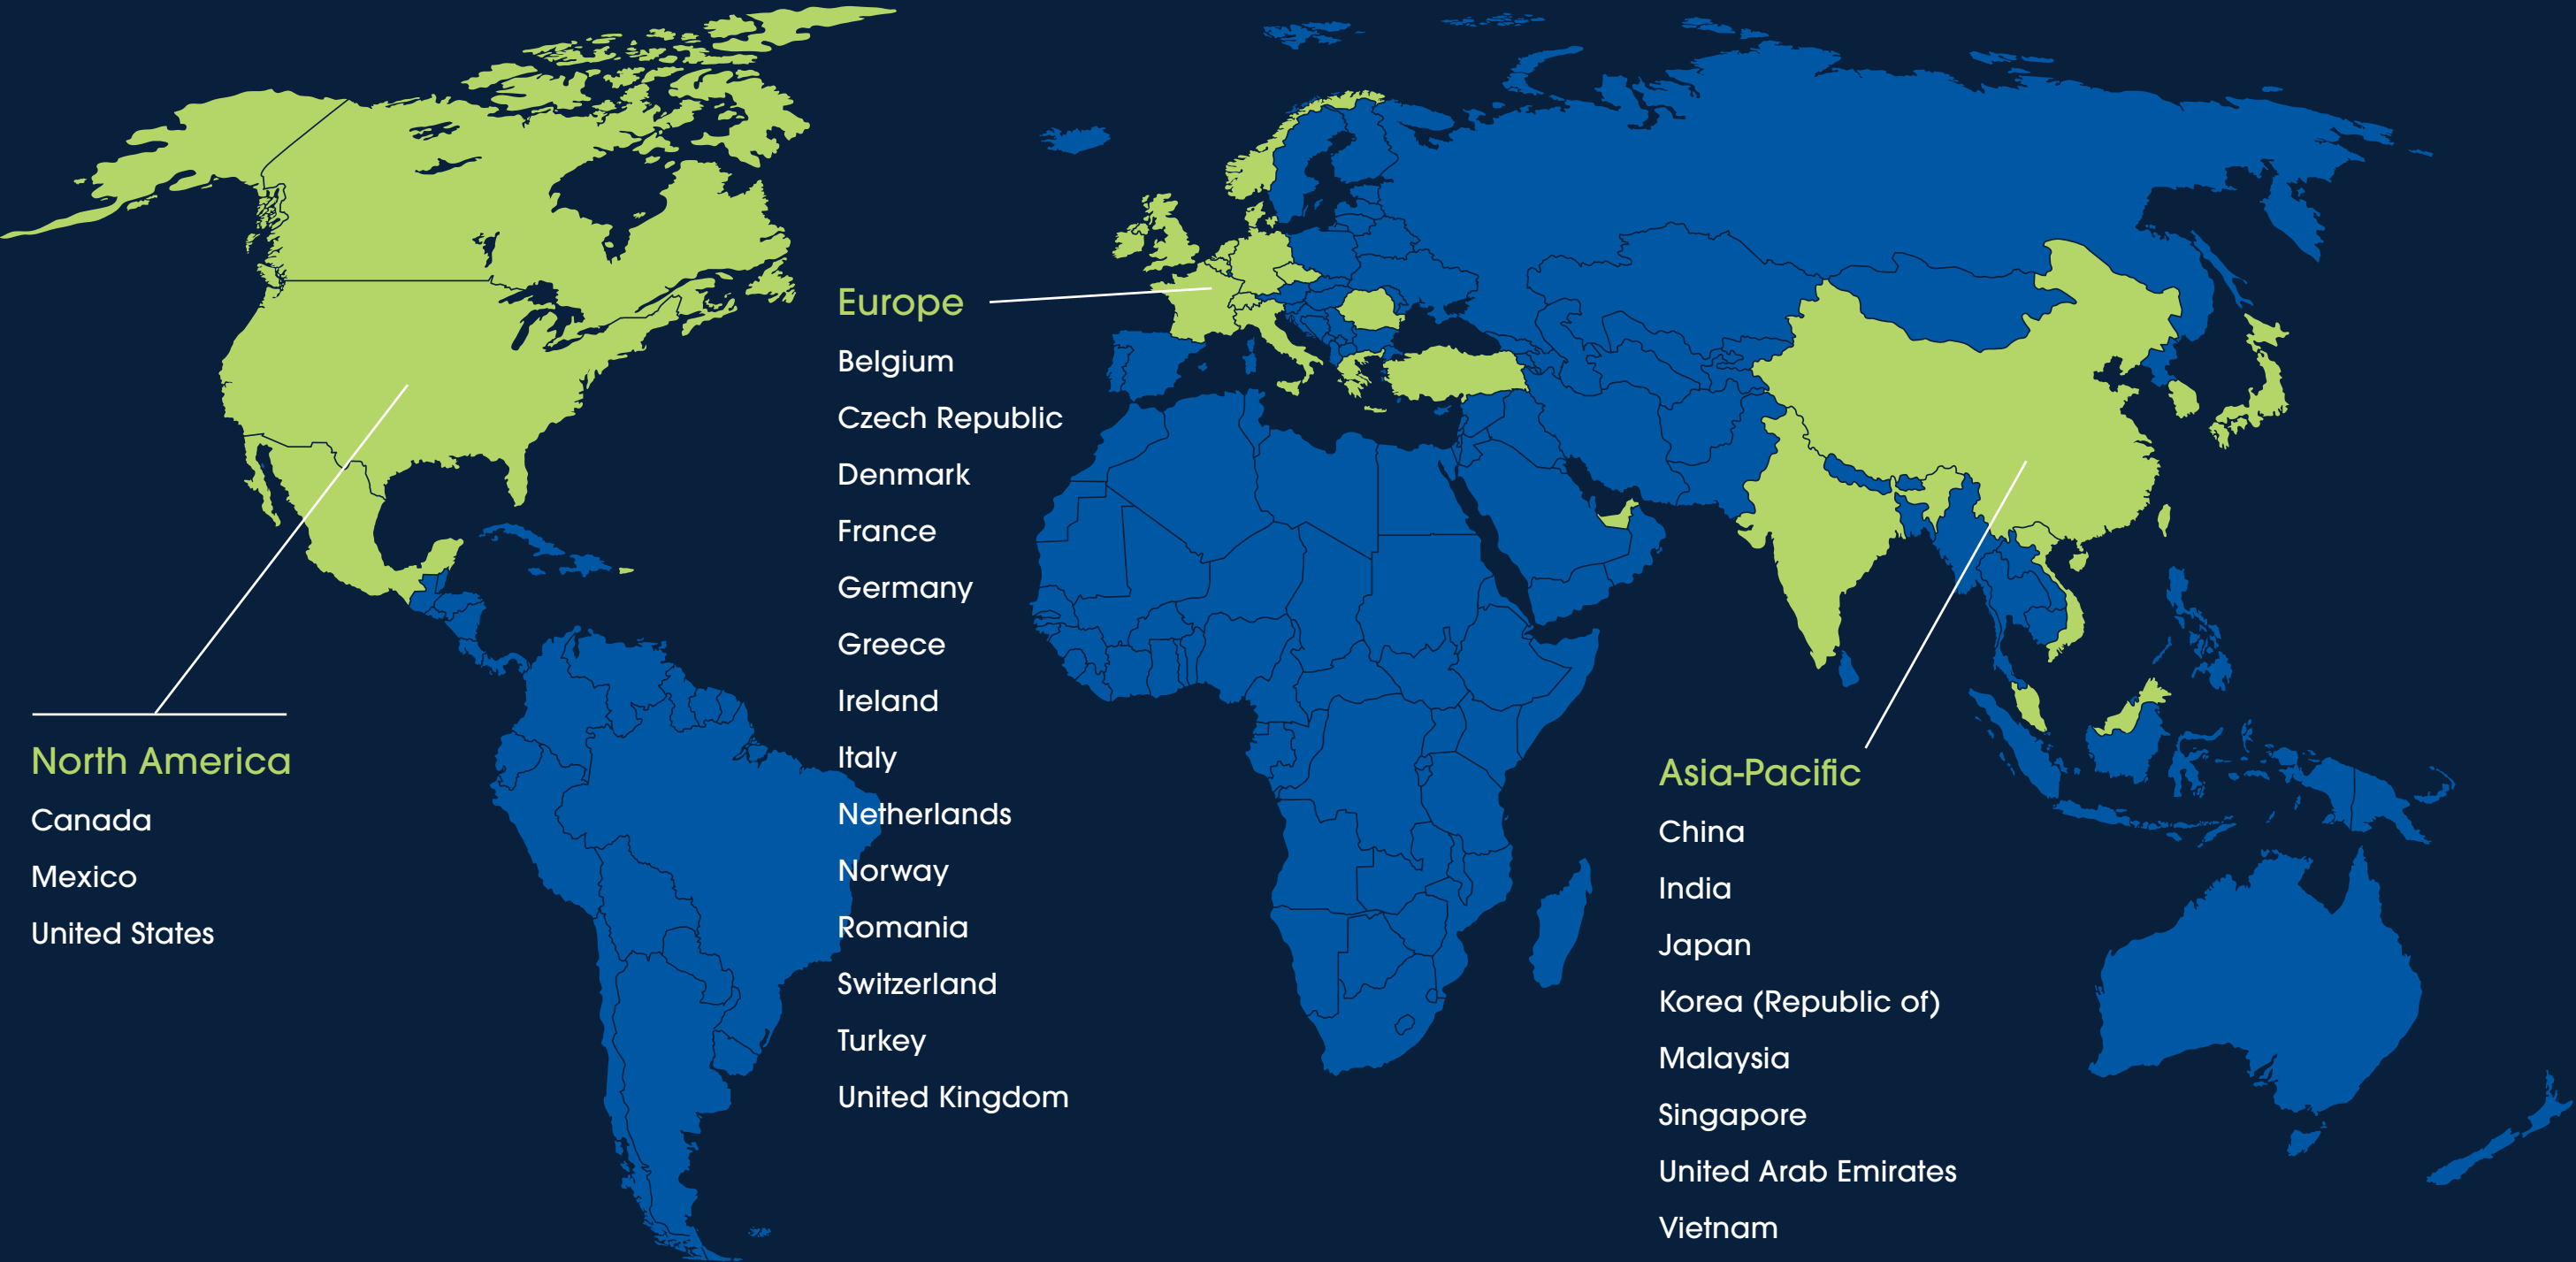 North America
Canada
Mexico
United States
Europe
Belgium
Czech Republic
Denmark
France
Germany
Greece
Ireland
Italy
Netherlands
Norway
Romania
Switzerland
Turkey
United Kingdom
Asia-Pacific
China
India
Japan
Korea (Republic of)
Malaysia
Singapore
United Arab Emirates
Vietnam